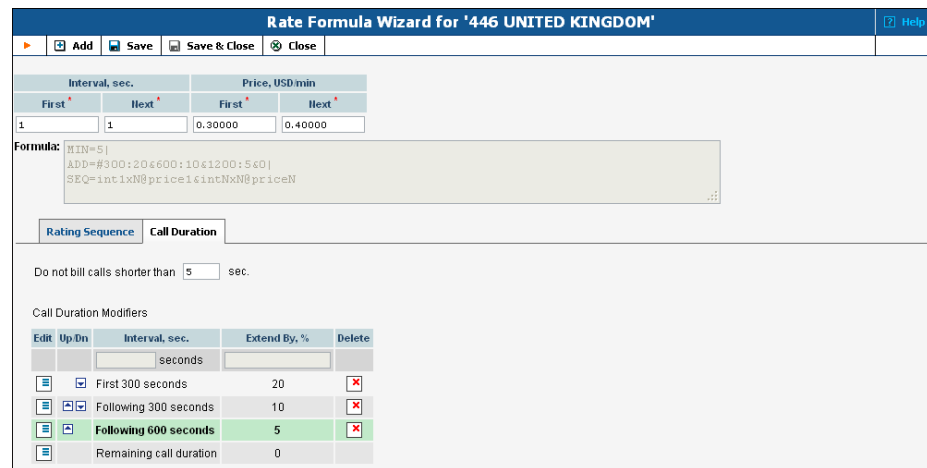 Rate Formula Wizard for '446 UNITED KINGDOM'
? Help
Add Save Save & Close Close
Interval, sec. Price, USD/min
First * Next * First * Next *
1 1 0.30000 0.40000
Formula: MIN=5|
ADD=#300:20&600:10&1200:5&0|
SEQ=int1xN@price1&intNxN@priceN
Rating Sequence Call Duration
Do not bill calls shorter than 5 sec.
Call Duration Modifiers
Edit Up/Dn Interval, sec. Extend By, % Delete
seconds
First 300 seconds 20
Following 300 seconds 10
Following 600 seconds 5
Remaining call duration 0